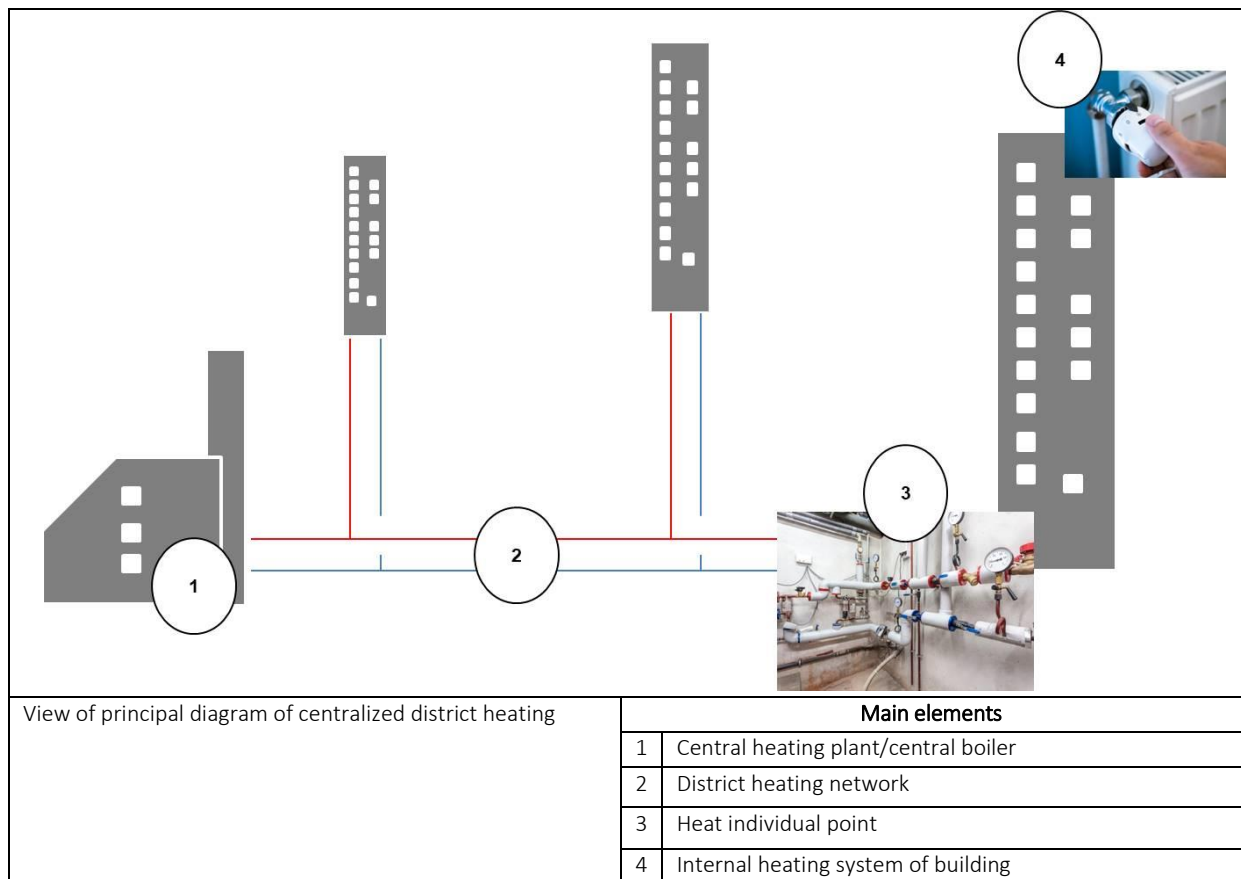 4
3
2
1
View of principal diagram of centralized district heating
Main elements
1 Central heating plant/central boiler
2 District heating network
3 Heat individual point
4 Internal heating system of building